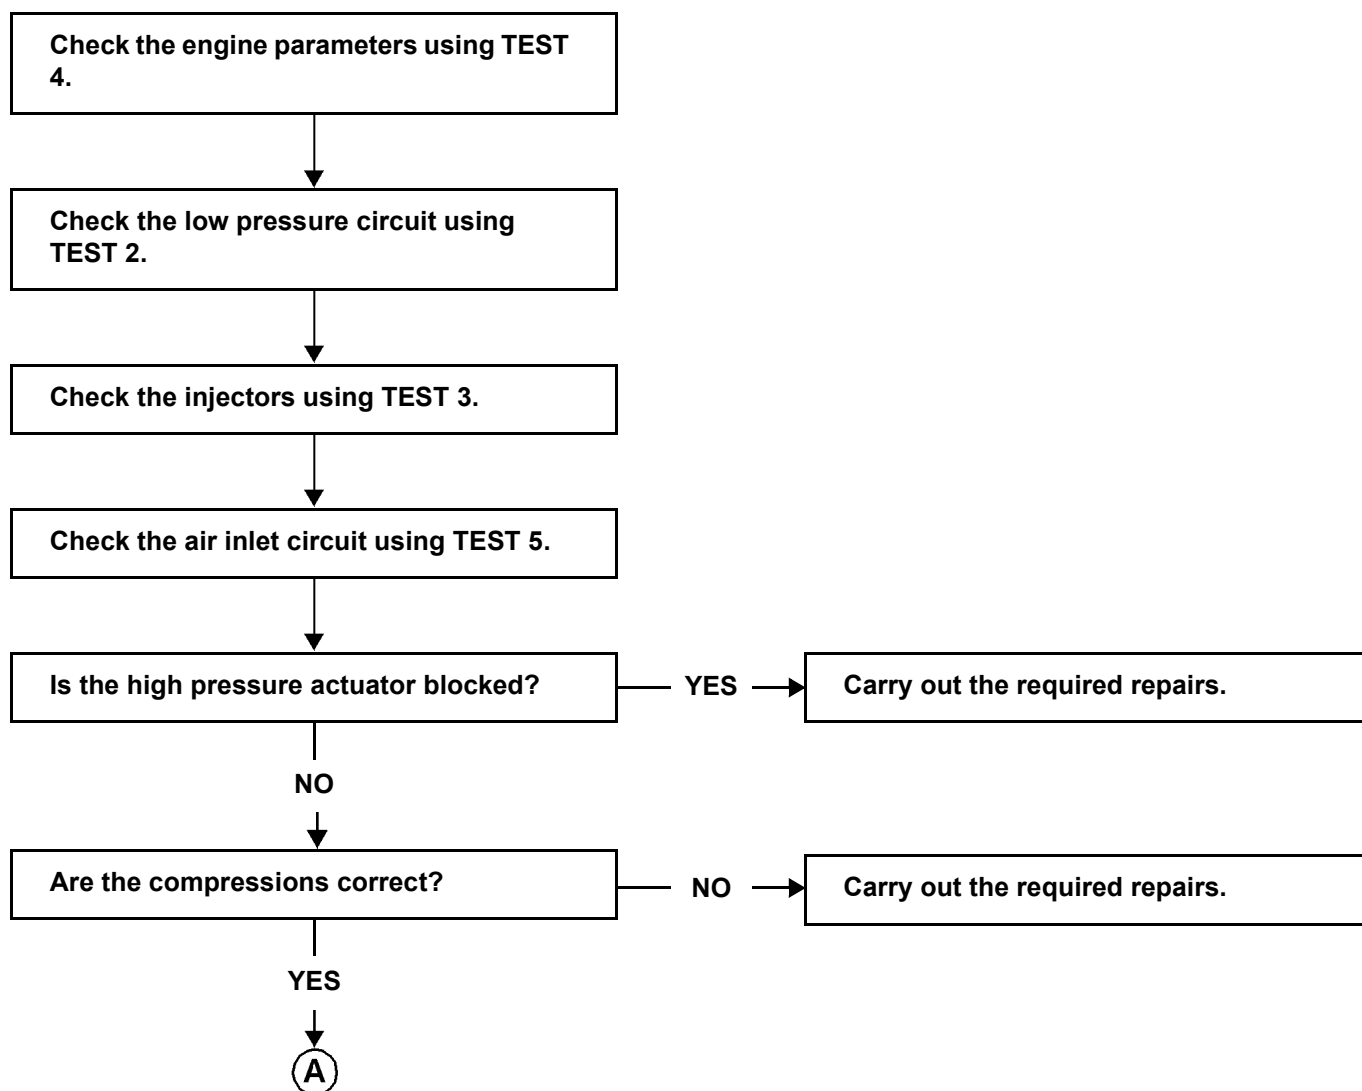 Check the engine parameters using TEST
4.
Check the low pressure circuit using
TEST 2.
Check the injectors using TEST 3.
Check the air inlet circuit using TEST 5.
Is the high pressure actuator blocked?
YES
Carry out the required repairs.
NO
Are the compressions correct?
NO
Carry out the required repairs.
YES
A